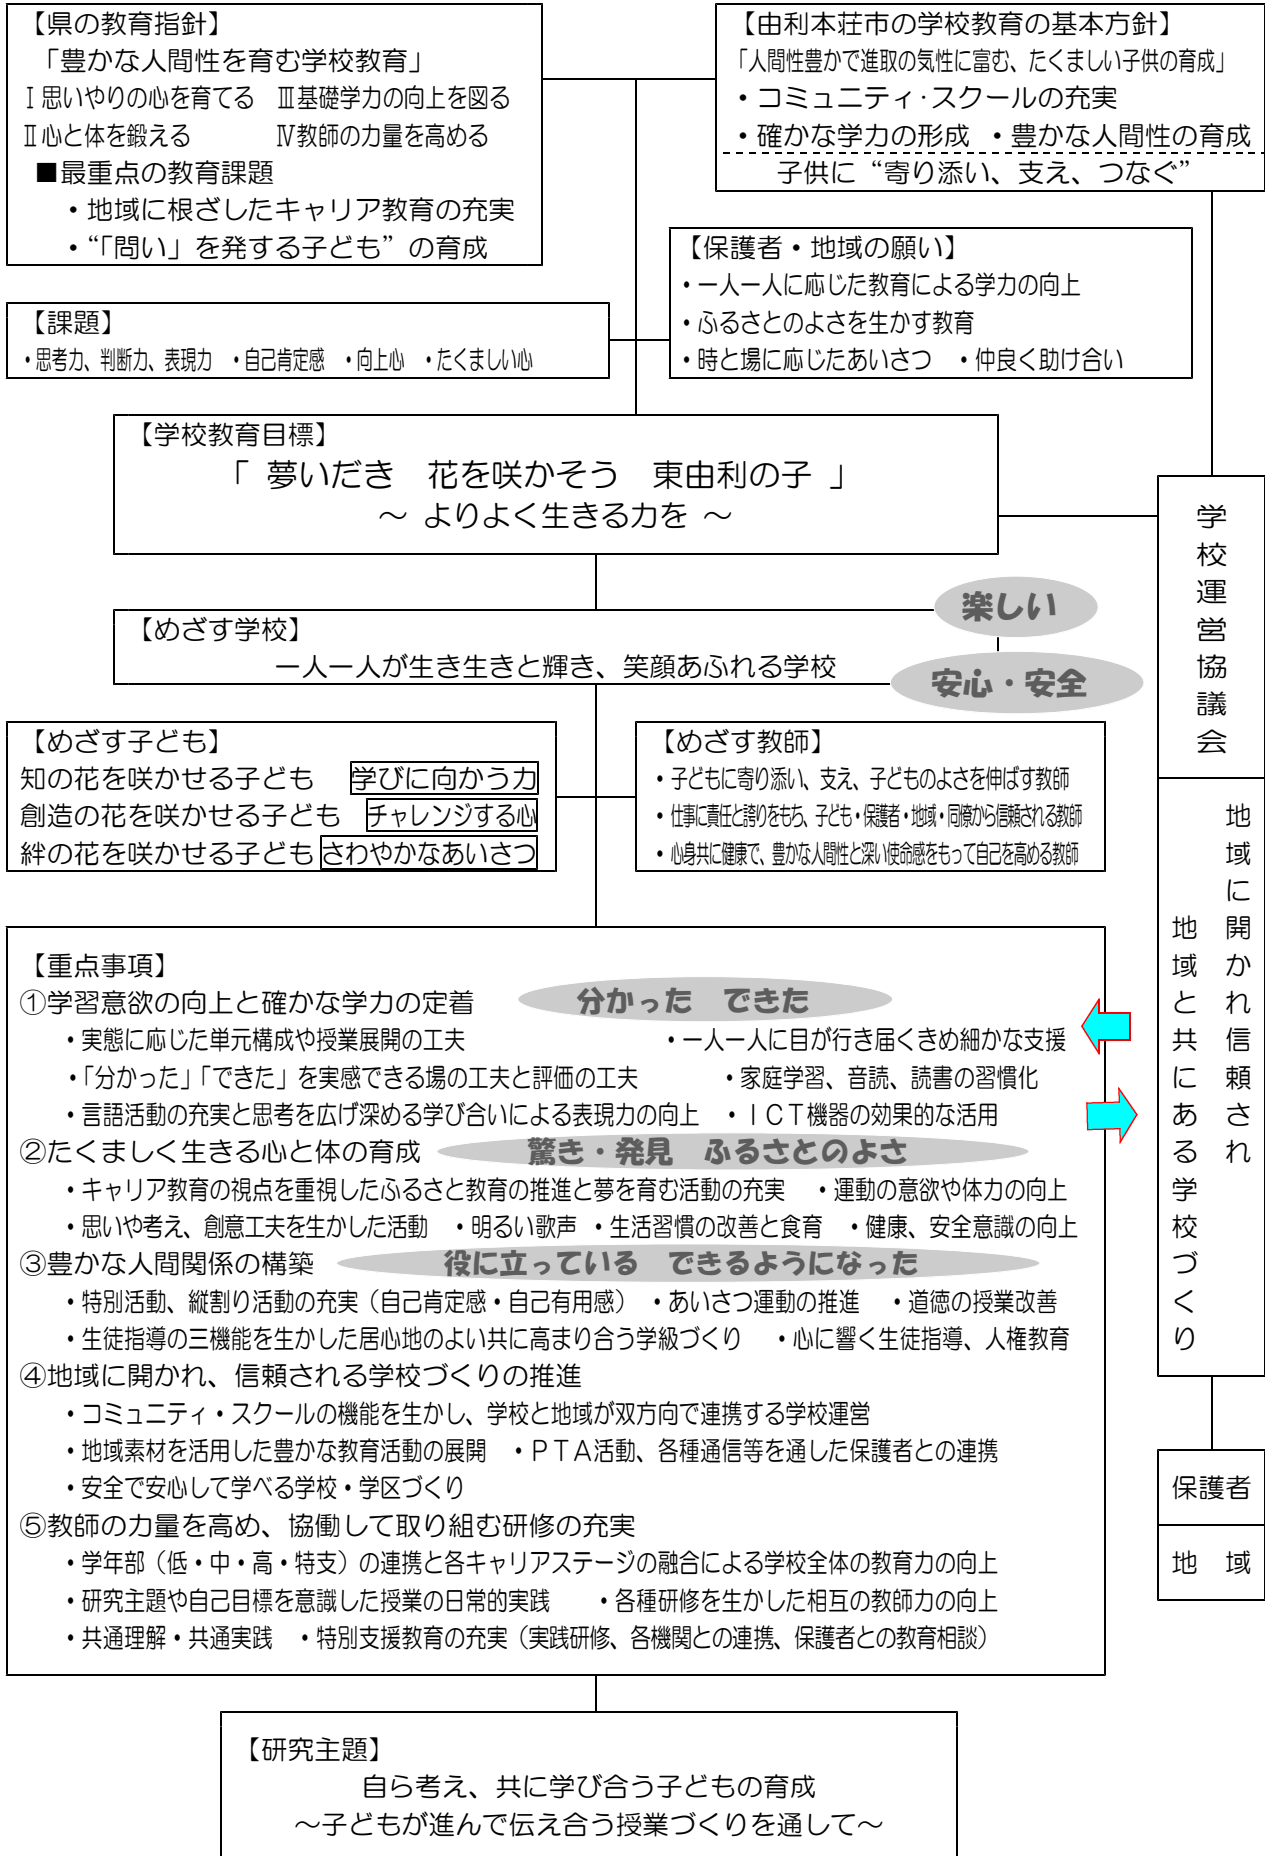 【県の教育指針】
「豊かな人間性を育む学校教育」
Ⅰ思いやりの心を育てる　Ⅲ基礎学力の向上を図る
Ⅱ心と体を鍛える　Ⅳ教師の力量を高める
■最重点の教育課題
・地域に根ざしたキャリア教育の充実
・“「問い」を発する子ども”の育成
【由利本荘市の学校教育の基本方針】
「人間性豊かで進取の気性に富む、たくましい子供の育成」
・コミュニティ・スクールの充実
・確かな学力の形成　・豊かな人間性の育成
子供に“寄り添い、支え、つなぐ”
【保護者・地域の願い】
・一人一人に応じた教育による学力の向上
・ふるさとのよさを生かす教育
・時と場に応じたあいさつ　・仲良く助け合い
【課題】
・思考力、判断力、表現力　・自己肯定感　・向上心　・たくましい心
【学校教育目標】
「 夢いだき　花を咲かそう　東由利の子 」
～ よりよく生きる力を ～
【めざす学校】
一人一人が生き生きと輝き、笑顔あふれる学校
楽しい
安心・安全
【めざす子ども】
知の花を咲かせる子ども　学びに向かう力
創造の花を咲かせる子ども　チャレンジする心
絆の花を咲かせる子ども　さわやかなあいさつ
【めざす教師】
・子どもに寄り添い、支え、子どものよさを伸ばす教師
・仕事に責任と誇りをもち、子ども・保護者・地域・同僚から信頼される教師
・心身共に健康で、豊かな人間性と深い使命感をもって自己を高める教師
【重点事項】
①学習意欲の向上と確かな学力の定着　分かった　できた
・実態に応じた単元構成や授業展開の工夫　・一人一人に目が行き届くきめ細かな支援
・「分かった」「できた」を実感できる場の工夫と評価の工夫　・家庭学習、音読、読書の習慣化
・言語活動の充実と思考を広げ深める学び合いによる表現力の向上　・ＩＣＴ機器の効果的な活用
②たくましく生きる心と体の育成　驚き・発見　ふるさとのよさ
・キャリア教育の視点を重視したふるさと教育の推進と夢を育む活動の充実　・運動の意欲や体力の向上
・思いや考え、創意工夫を生かした活動　・明るい歌声　・生活習慣の改善と食育　・健康、安全意識の向上
③豊かな人間関係の構築　役に立っている　できるようになった
・特別活動、縦割り活動の充実（自己肯定感・自己有用感）　・あいさつ運動の推進　・道徳の授業改善
・生徒指導の三機能を生かした居心地のよい共に高まり合う学級づくり　・心に響く生徒指導、人権教育
④地域に開かれ、信頼される学校づくりの推進
・コミュニティ・スクールの機能を生かし、学校と地域が双方向で連携する学校運営
・地域素材を活用した豊かな教育活動の展開　・ＰＴＡ活動、各種通信等を通した保護者との連携
・安全で安心して学べる学校・学区づくり
⑤教師の力量を高め、協働して取り組む研修の充実
・学年部（低・中・高・特支）の連携と各キャリアステージの融合による学校全体の教育力の向上
・研究主題や自己目標を意識した授業の日常的実践　・各種研修を生かした相互の教師力の向上
・共通理解・共通実践　・特別支援教育の充実（実践研修、各機関との連携、保護者との教育相談）
学校運営協議会
地域に開かれ信頼され
地域と共にある学校づくり
保護者
地　域
【研究主題】
自ら考え、共に学び合う子どもの育成
～子どもが進んで伝え合う授業づくりを通して～